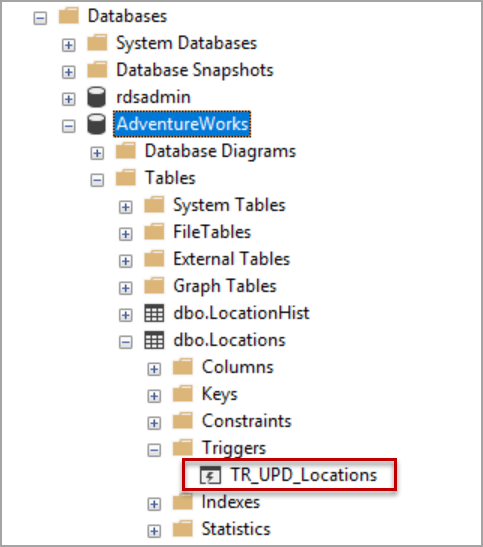 Databases
System Databases
Database Snapshots
rdsadmin
AdventureWorks
Database Diagrams
Tables
System Tables
FileTables
External Tables
Graph Tables
dbo.LocationHist
dbo.Locations
Columns
Keys
Constraints
Triggers
TR_UPD_Locations
Indexes
Statistics